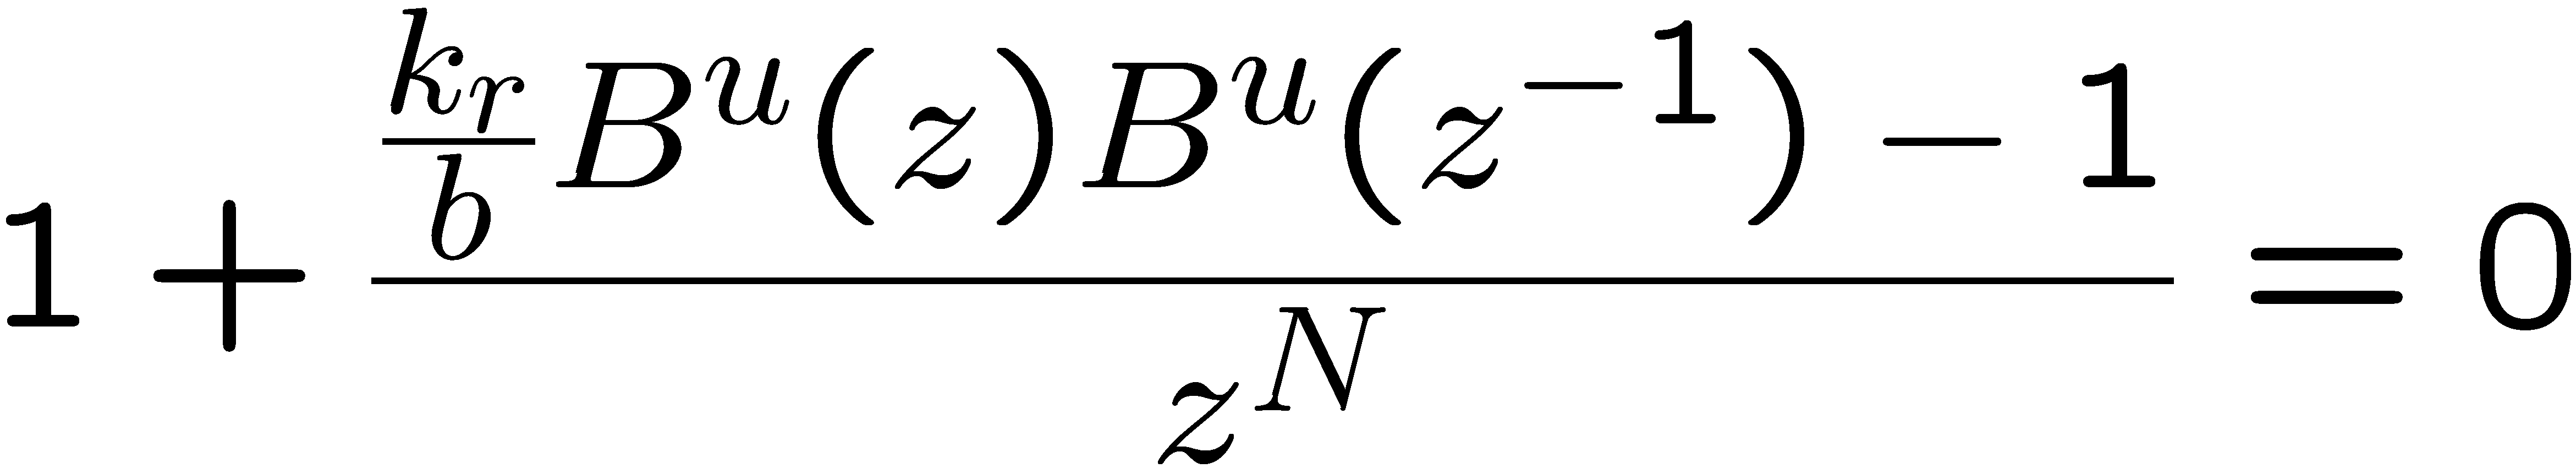 $1 + \frac{\frac{k_r}{b} B^u(z) B^u(z^{-1}) - 1}{z^N} = 0$